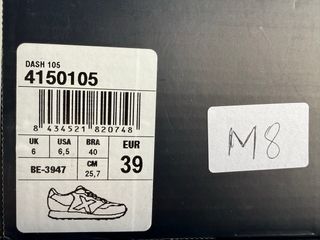 DASH 105
4150105
8 434521 820748
UK USA BRA EUR
6 6,5 40 39
BE-3947 CM
25,7
M8